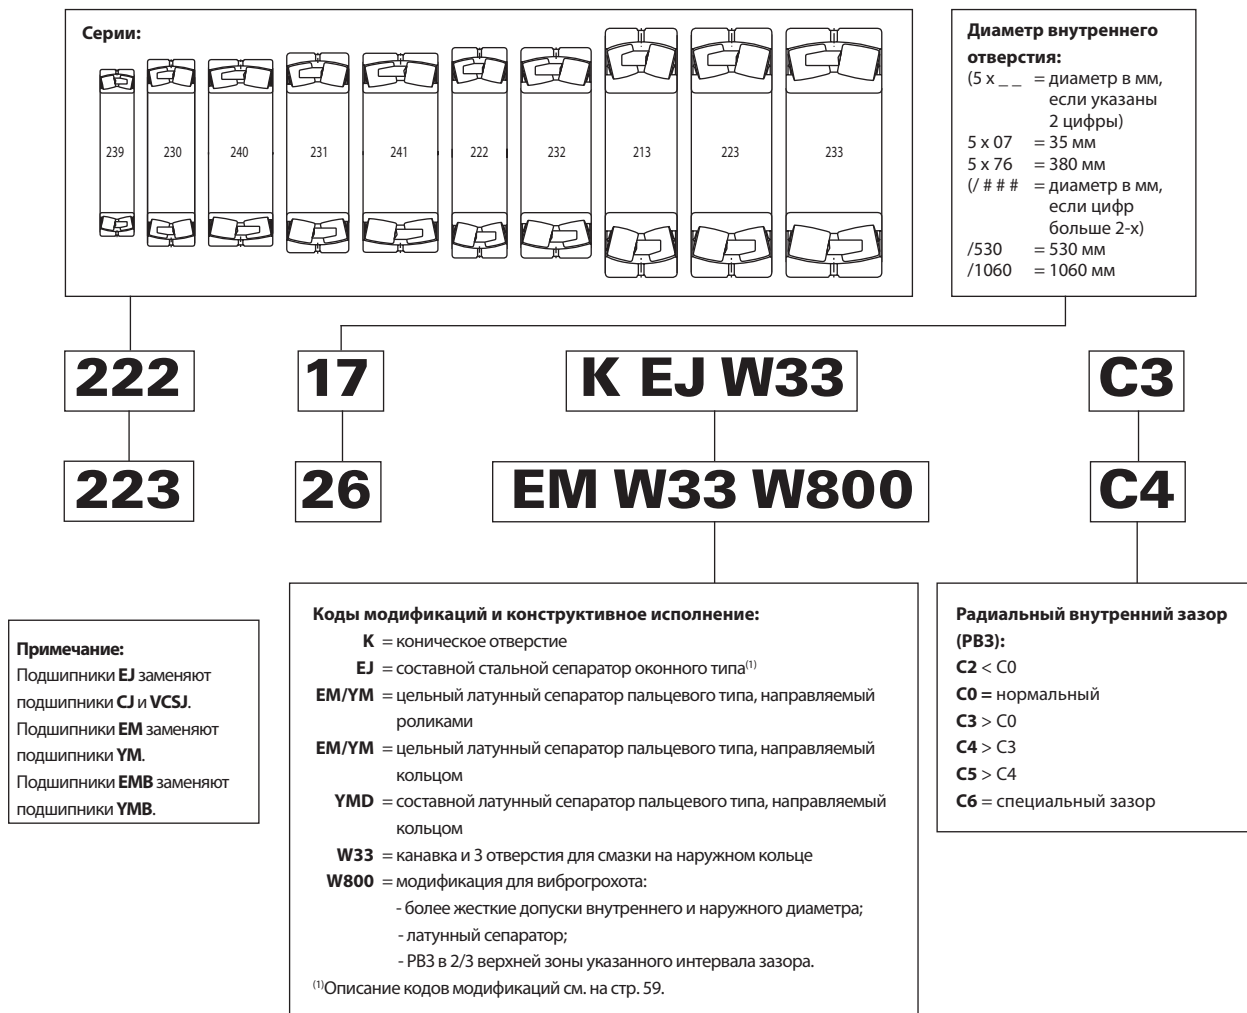 Серии:
239 230 240 231 241 222 232 213 223 233
Диаметр внутреннего
отверстия:
(5 x _ _ = диаметр в мм,
если указаны
2 цифры)
5 x 07 = 35 мм
5 x 76 = 380 мм
(/ # # # = диаметр в мм,
если цифр
больше 2-х)
/530 = 530 мм
/1060 = 1060 мм
222 17 K EJ W33 C3
223 26 EM W33 W800 C4
Примечание:
Подшипники EJ заменяют
подшипники CJ и VCSJ.
Подшипники EM заменяют
подшипники YM.
Подшипники EMB заменяют
подшипники YMB.
Коды модификаций и конструктивное исполнение:
K = коническое отверстие
EJ = составной стальной сепаратор оконного типа(1)
EM/YM = цельный латунный сепаратор пальцевого типа, направляемый
роликами
EM/YM = цельный латунный сепаратор пальцевого типа, направляемый
кольцом
YMD = составной латунный сепаратор пальцевого типа, направляемый
кольцом
W33 = канавка и 3 отверстия для смазки на наружном кольце
W800 = модификация для виброгрохота:
- более жесткие допуски внутреннего и наружного диаметра;
- латунный сепаратор;
- РВЗ в 2/3 верхней зоны указанного интервала зазора.
(1)Описание кодов модификаций см. на стр. 59.
Радиальный внутренний зазор
(РВЗ):
C2 < C0
C0 = нормальный
C3 > C0
C4 > C3
C5 > C4
C6 = специальный зазор